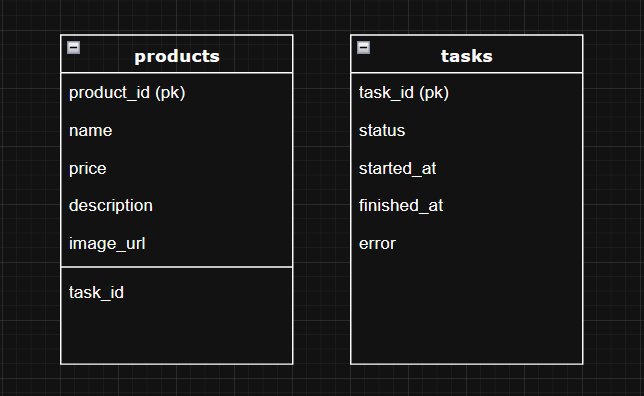 products
product_id (pk)
name
price
description
image_url
task_id
tasks
task_id (pk)
status
started_at
finished_at
error